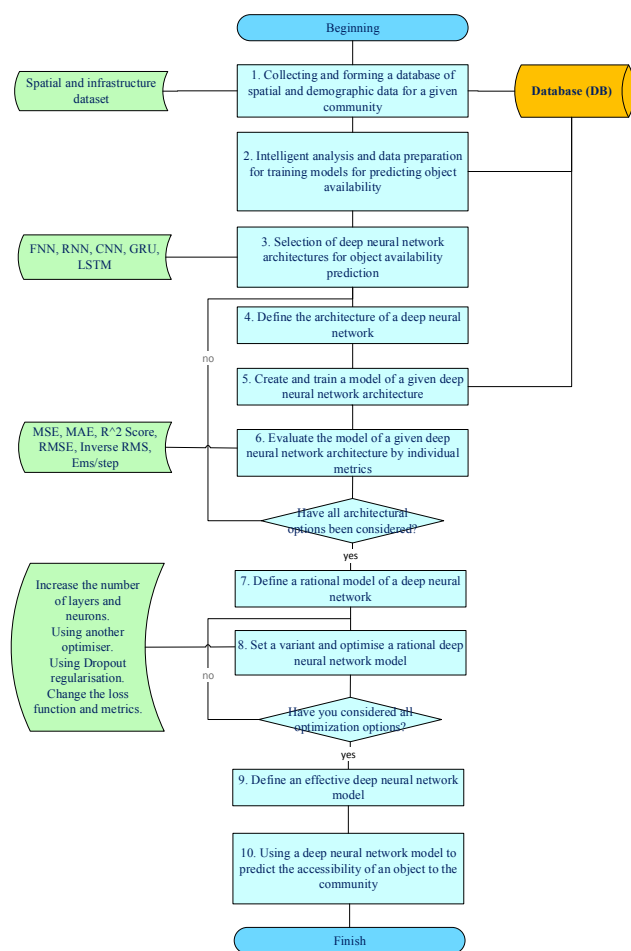 Beginning
Spatial and infrastructure
dataset
1. Collecting and forming a database of
spatial and demographic data for a given
community
Database (DB)
2. Intelligent analysis and data preparation
for training models for predicting object
availability
FNN, RNN, CNN, GRU,
LSTM
3. Selection of deep neural network
architectures for object availability
prediction
4. Define the architecture of a deep neural
network
no
5. Create and train a model of a given deep
neural network architecture
MSE, MAE, R^2 Score,
RMSE, Inverse RMS,
Ems/step
6. Evaluate the model of a given deep
neural network architecture by individual
metrics
Have all architectural
options been considered?
yes
7. Define a rational model of a deep neural
network
Increase the number
of layers and
neurons.
Using another
optimiser.
Using Dropout
regularisation.
Change the loss
function and metrics.
8. Set a variant and optimise a rational deep
neural network model
no
Have you considered all
optimization options?
yes
9. Define an effective deep neural network
model
10. Using a deep neural network model to
predict the accessibility of an object to the
community
Finish